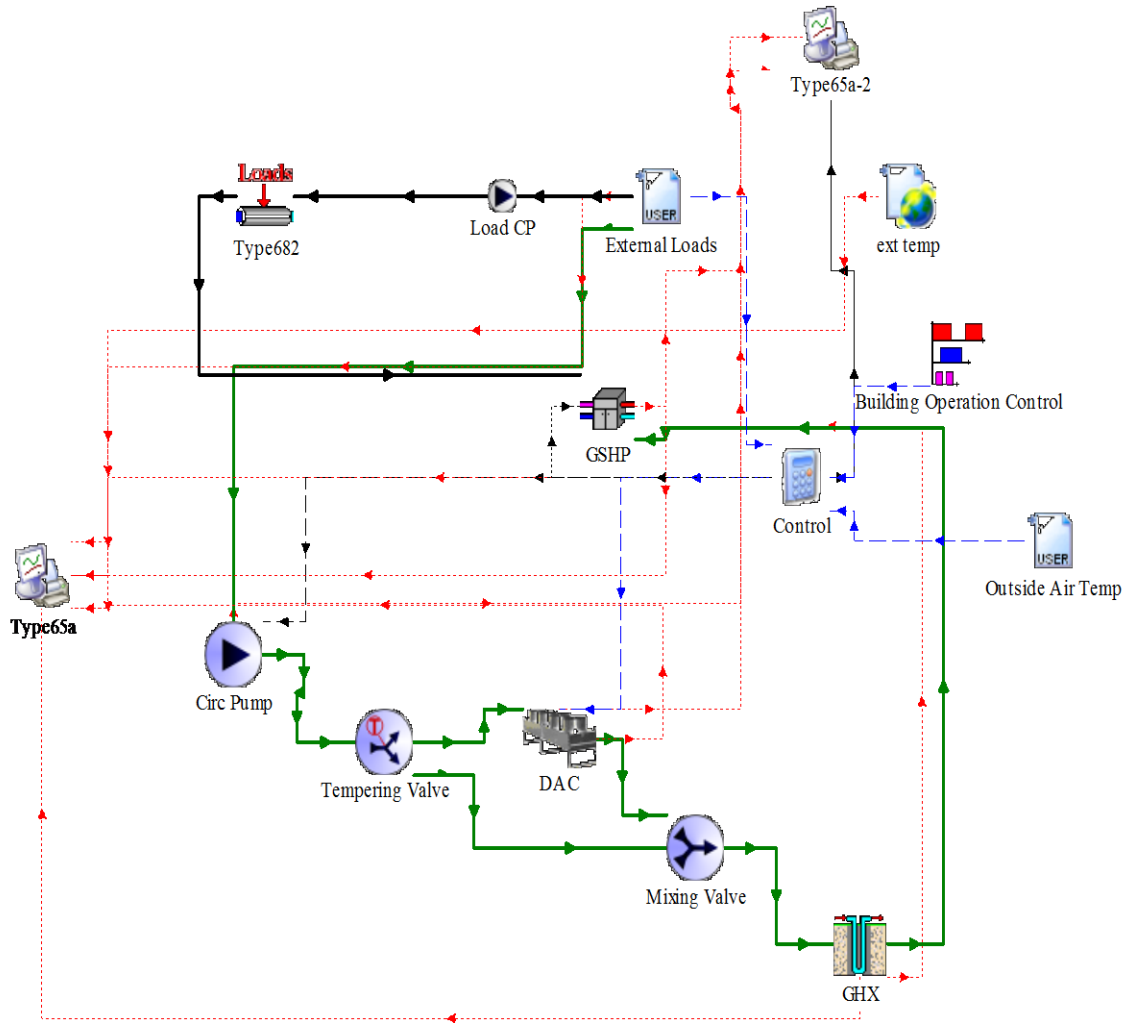 Type65a-2
Loads
USER
Load CP
Type682
External Loads
ext temp
Building Operation Control
GSHP
Control
USER
Outside Air Temp
Type65a
Circ Pump
T
Tempering Valve
DAC
Mixing Valve
GHX